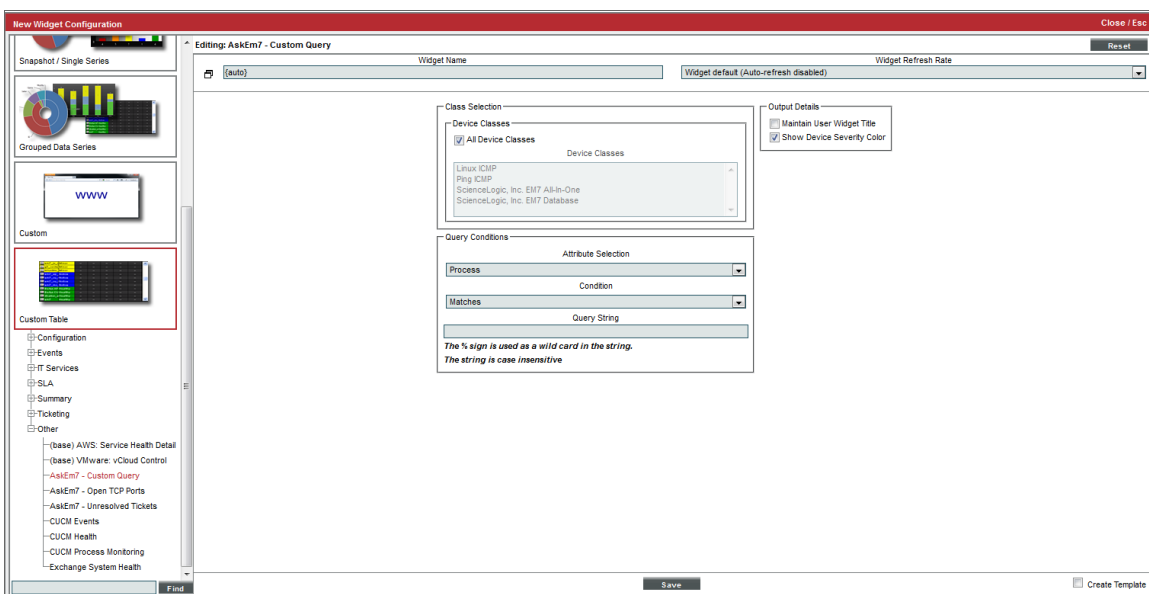 New Widget Configuration
Close / Esc
Snapshot / Single Series
Grouped Data Series
www
Custom
Custom Table
Configuration
Events
IT Services
SLA
Summary
Ticketing
Other
(base) AWS: Service Health Detail
(base) VMware: vCloud Control
AskEm7 - Custom Query
AskEm7 - Open TCP Ports
AskEm7 - Unresolved Tickets
CUCM Events
CUCM Health
CUCM Process Monitoring
Exchange System Health
Find
Editing: AskEm7 - Custom Query
Reset
Widget Name
Widget Refresh Rate
{auto}
Widget default (Auto-refresh disabled)
Class Selection
Device Classes
All Device Classes
Device Classes
Linux ICMP
Ping ICMP
ScienceLogic, Inc. EM7 All-In-One
ScienceLogic, Inc. EM7 Database
Output Details
Maintain User Widget Title
Show Device Severity Color
Query Conditions
Attribute Selection
Process
Condition
Matches
Query String
The % sign is used as a wild card in the string.
The string is case insensitive
Save
Create Template